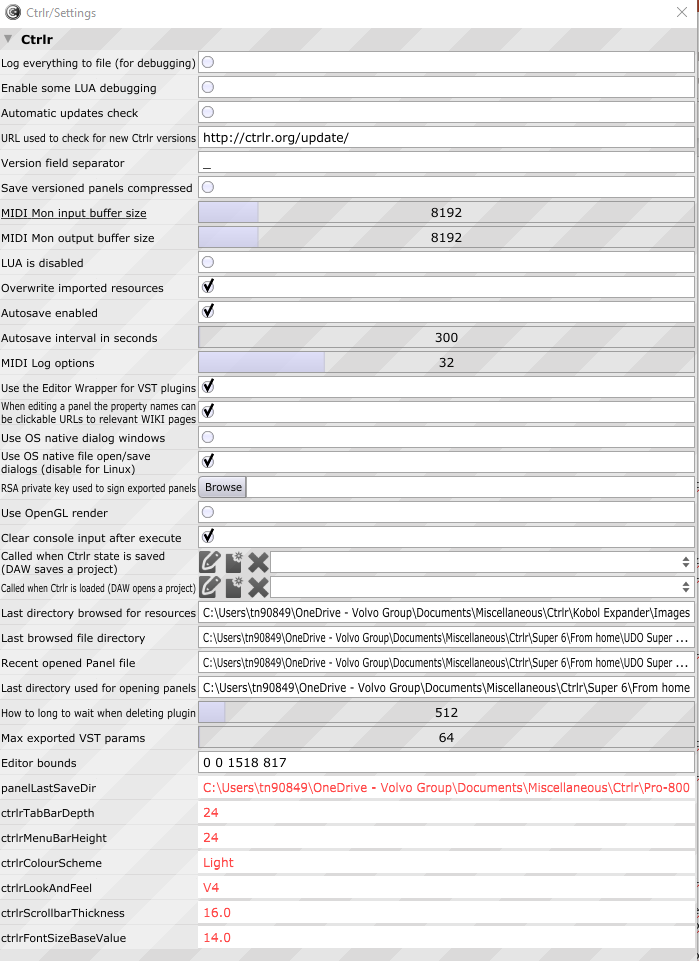 Ctrlr/Settings
Ctrlr
Log everything to file (for debugging)
Enable some LUA debugging
Automatic updates check
URL used to check for new Ctrlr versions http://ctrlr.org/update/
Version field separator _
Save versioned panels compressed
MIDI Mon input buffer size 8192
MIDI Mon output buffer size 8192
LUA is disabled
Overwrite imported resources
Autosave enabled
Autosave interval in seconds 300
MIDI Log options 32
Use the Editor Wrapper for VST plugins
When editing a panel the property names can
be clickable URLs to relevant WIKI pages
Use OS native dialog windows
Use OS native file open/save
dialogs (disable for Linux)
RSA private key used to sign exported panels Browse
Use OpenGL render
Clear console input after execute
Called when Ctrlr state is saved
(DAW saves a project)
Called when Ctrlr is loaded (DAW opens a project)
Last directory browsed for resources C:\Users\tn90849\OneDrive - Volvo Group\Documents\Miscellaneous\Ctrlr\Kobol Expander\Images
Last browsed file directory C:\Users\tn90849\OneDrive - Volvo Group\Documents\Miscellaneous\Ctrlr\Super 6\From home\UDO Super ...
Recent opened Panel file C:\Users\tn90849\OneDrive - Volvo Group\Documents\Miscellaneous\Ctrlr\Super 6\From home\UDO Super ...
Last directory used for opening panels C:\Users\tn90849\OneDrive - Volvo Group\Documents\Miscellaneous\Ctrlr\Super 6\From home
How to long to wait when deleting plugin 512
Max exported VST params 64
Editor bounds 0 0 1518 817
panelLastSaveDir C:\Users\tn90849\OneDrive - Volvo Group\Documents\Miscellaneous\Ctrlr\Pro-800
ctrlrTabBarDepth 24
ctrlrMenuBarHeight 24
ctrlrColourScheme Light
ctrlrLookAndFeel V4
ctrlrScrollbarThickness 16.0
ctrlrFontSizeBaseValue 14.0